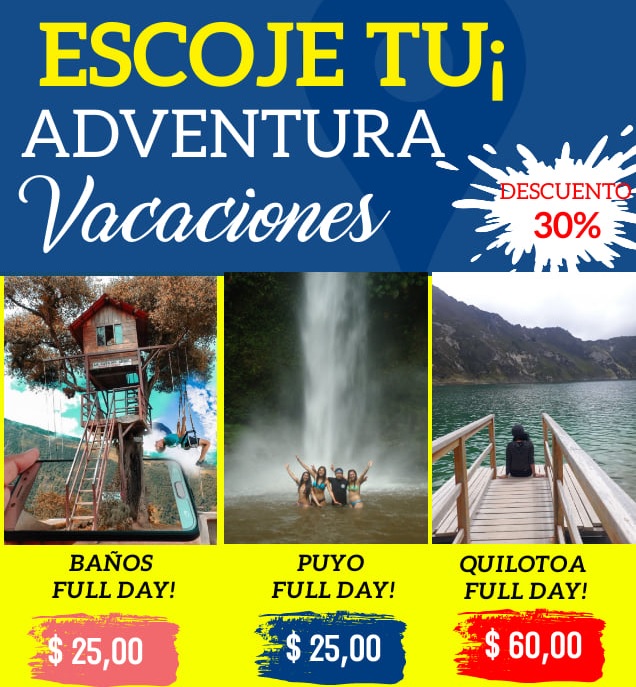 ESCOJE TU¡
ADVENTURA
Vacaciones
DESCUENTO
30%
BAÑOS
FULL DAY!
$ 25,00
PUYO
FULL DAY!
$ 25,00
QUILOTOA
FULL DAY!
$ 60,00